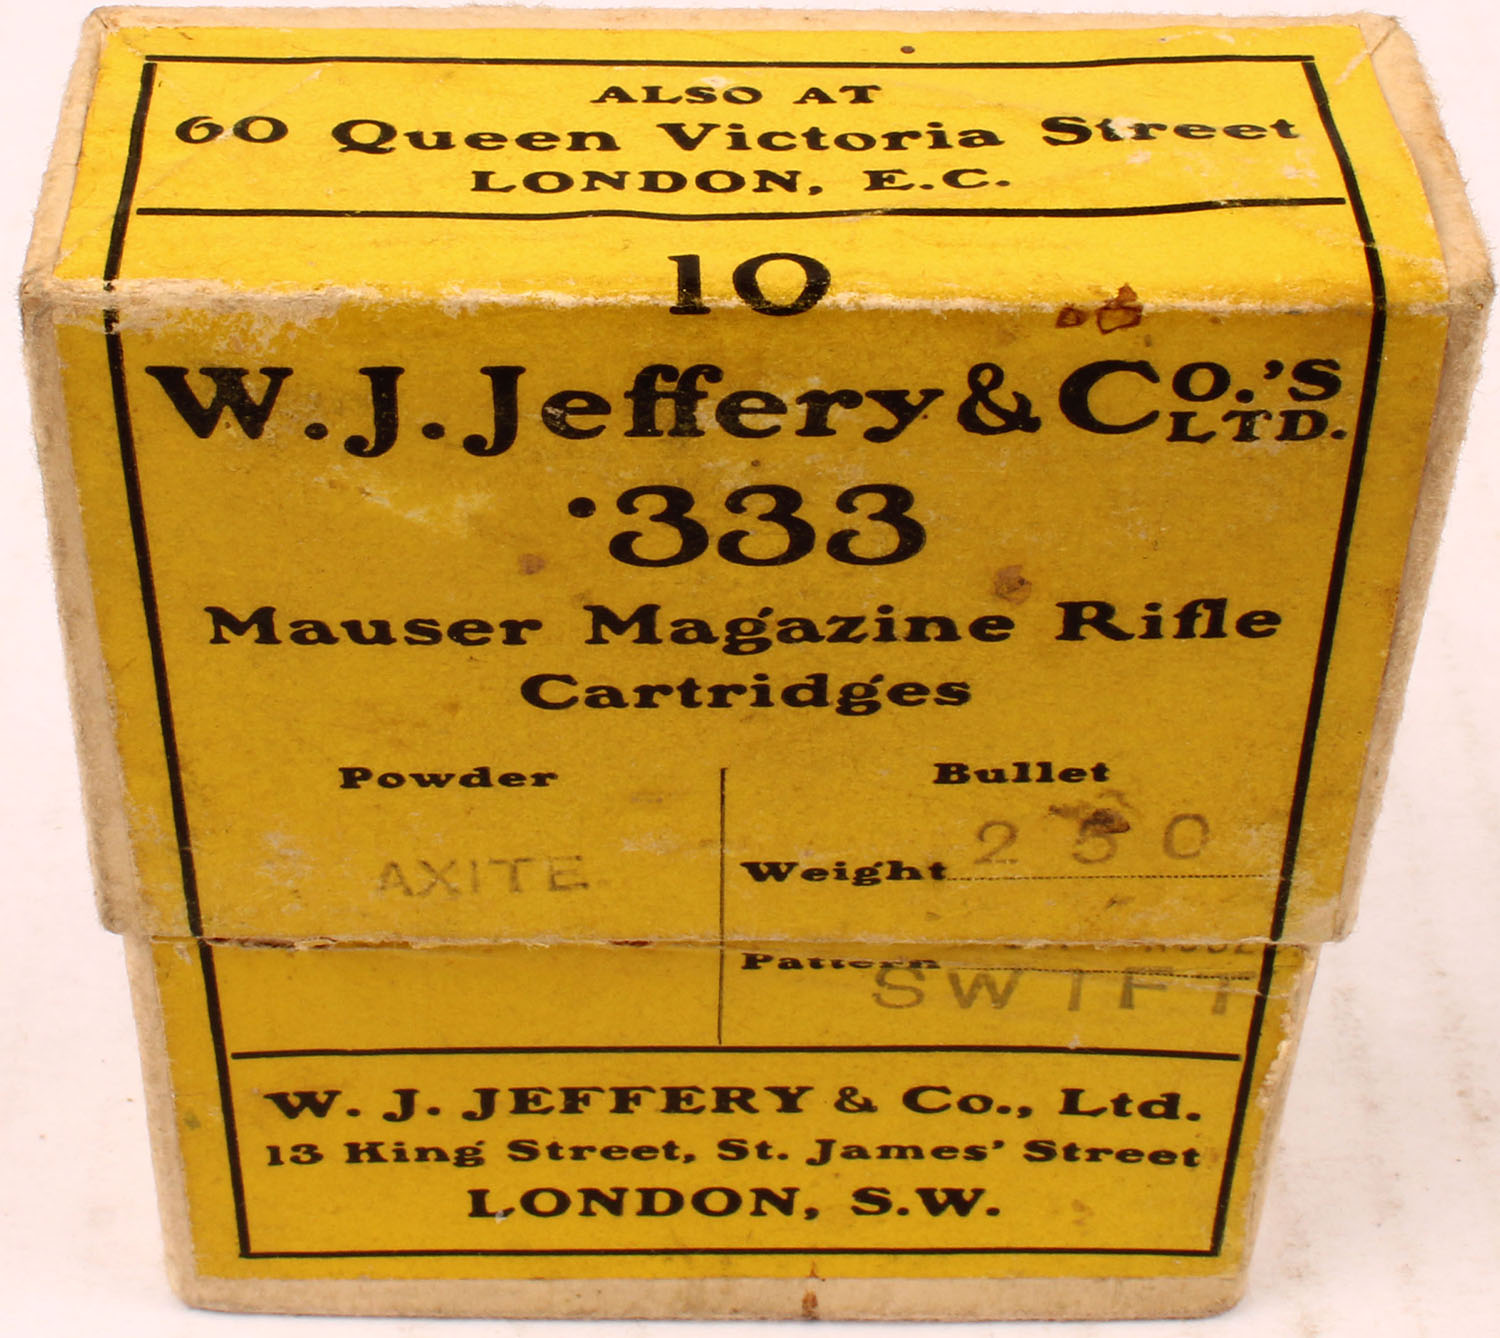 ALSO AT
60 Queen Victoria Street
LONDON, E.C.
10
W. J. Jeffery & Co.'s LTD.
·333
Mauser Magazine Rifle
Cartridges
Powder
Bullet
AXITE
Weight 250
Pattern
SWIFT
W. J. JEFFERY & Co., Ltd.
13 King Street, St. James' Street
LONDON, S.W.